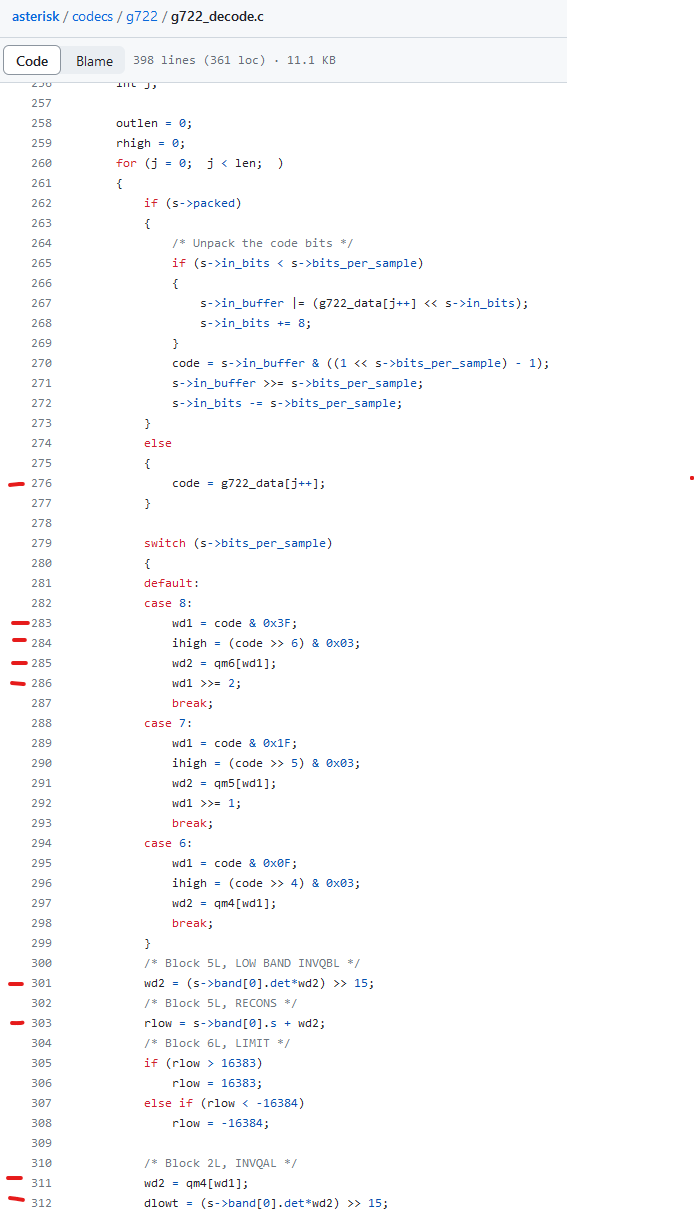 asterisk / codecs / g722 / g722_decode.c
Code Blame 398 lines (361 loc) · 11.1 KB
256 int j;
257
258 outlen = 0;
259 rhigh = 0;
260 for (j = 0;  j < len;  )
261 {
262 if (s->packed)
263 {
264 /* Unpack the code bits */
265 if (s->in_bits < s->bits_per_sample)
266 {
267 s->in_buffer |= (g722_data[j++] << s->in_bits);
268 s->in_bits += 8;
269 }
270 code = s->in_buffer & ((1 << s->bits_per_sample) - 1);
271 s->in_buffer >>= s->bits_per_sample;
272 s->in_bits -= s->bits_per_sample;
273 }
274 else
275 {
276 code = g722_data[j++];
277 }
278
279 switch (s->bits_per_sample)
280 {
281 default:
282 case 8:
283 wd1 = code & 0x3F;
284 ihigh = (code >> 6) & 0x03;
285 wd2 = qm6[wd1];
286 wd1 >>= 2;
287 break;
288 case 7:
289 wd1 = code & 0x1F;
290 ihigh = (code >> 5) & 0x03;
291 wd2 = qm5[wd1];
292 wd1 >>= 1;
293 break;
294 case 6:
295 wd1 = code & 0x0F;
296 ihigh = (code >> 4) & 0x03;
297 wd2 = qm4[wd1];
298 break;
299 }
300 /* Block 5L, LOW BAND INVQBL */
301 wd2 = (s->band[0].det*wd2) >> 15;
302 /* Block 5L, RECONS */
303 rlow = s->band[0].s + wd2;
304 /* Block 6L, LIMIT */
305 if (rlow > 16383)
306 rlow = 16383;
307 else if (rlow < -16384)
308 rlow = -16384;
309
310 /* Block 2L, INVQAL */
311 wd2 = qm4[wd1];
312 dlowt = (s->band[0].det*wd2) >> 15;